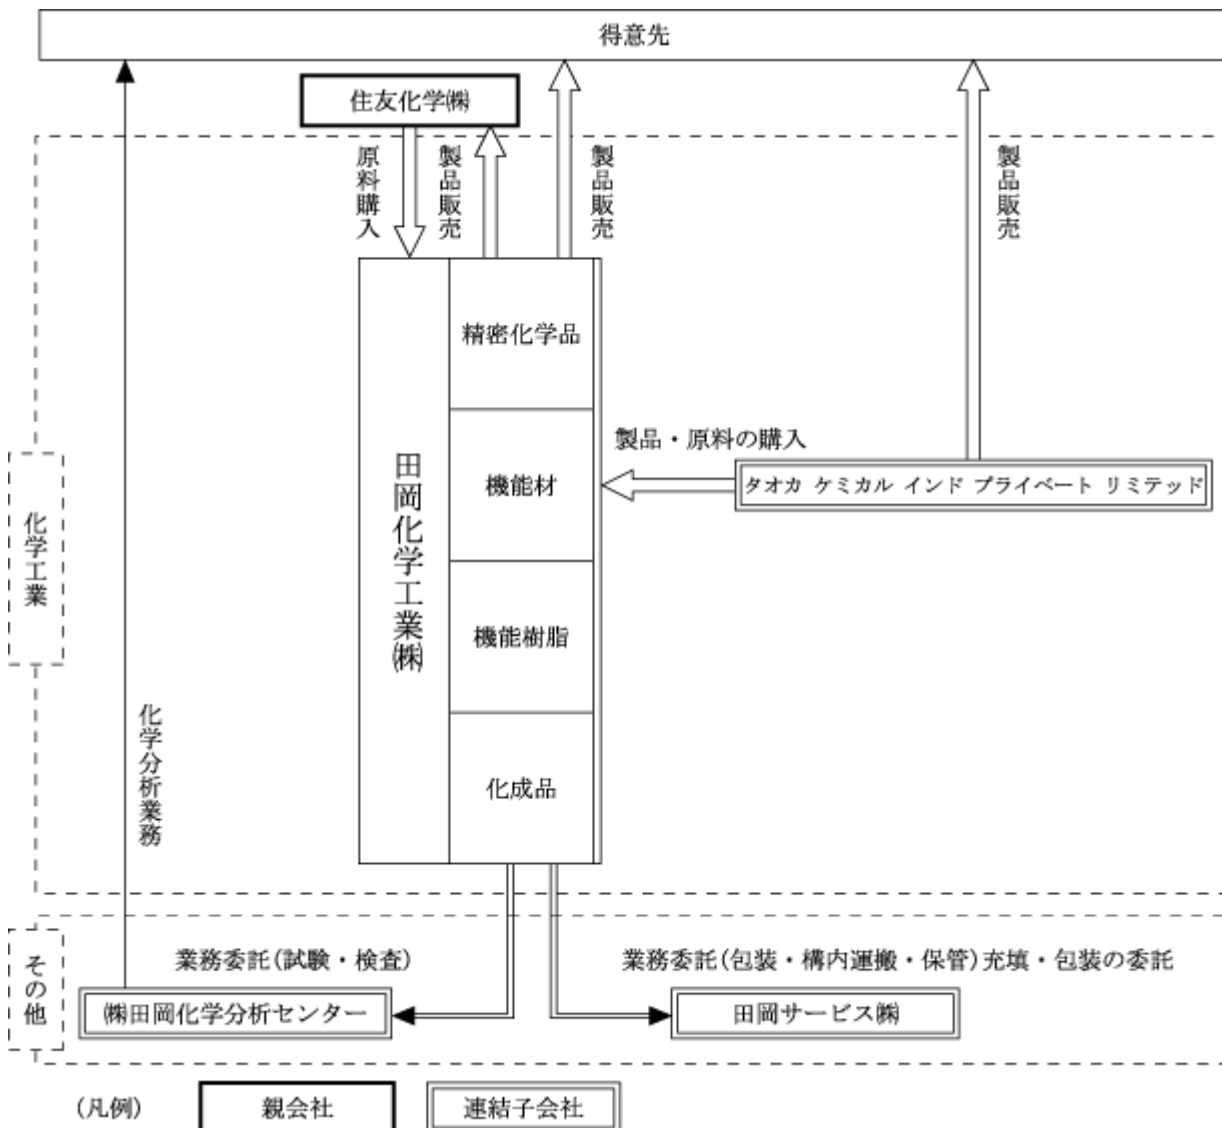 得意先
住友化学㈱
原料購入
製品販売
製品販売
製品販売
精密化学品
機能材
機能樹脂
化成品
田岡化学工業㈱
製品・原料の購入
タオカ ケミカル インド プライベート リミテッド
化学工業
化学分析業務
その他
業務委託(試験・検査)
業務委託(包装・構内運搬・保管)充填・包装の委託
㈱田岡化学分析センター
田岡サービス㈱
(凡例)
親会社
連結子会社